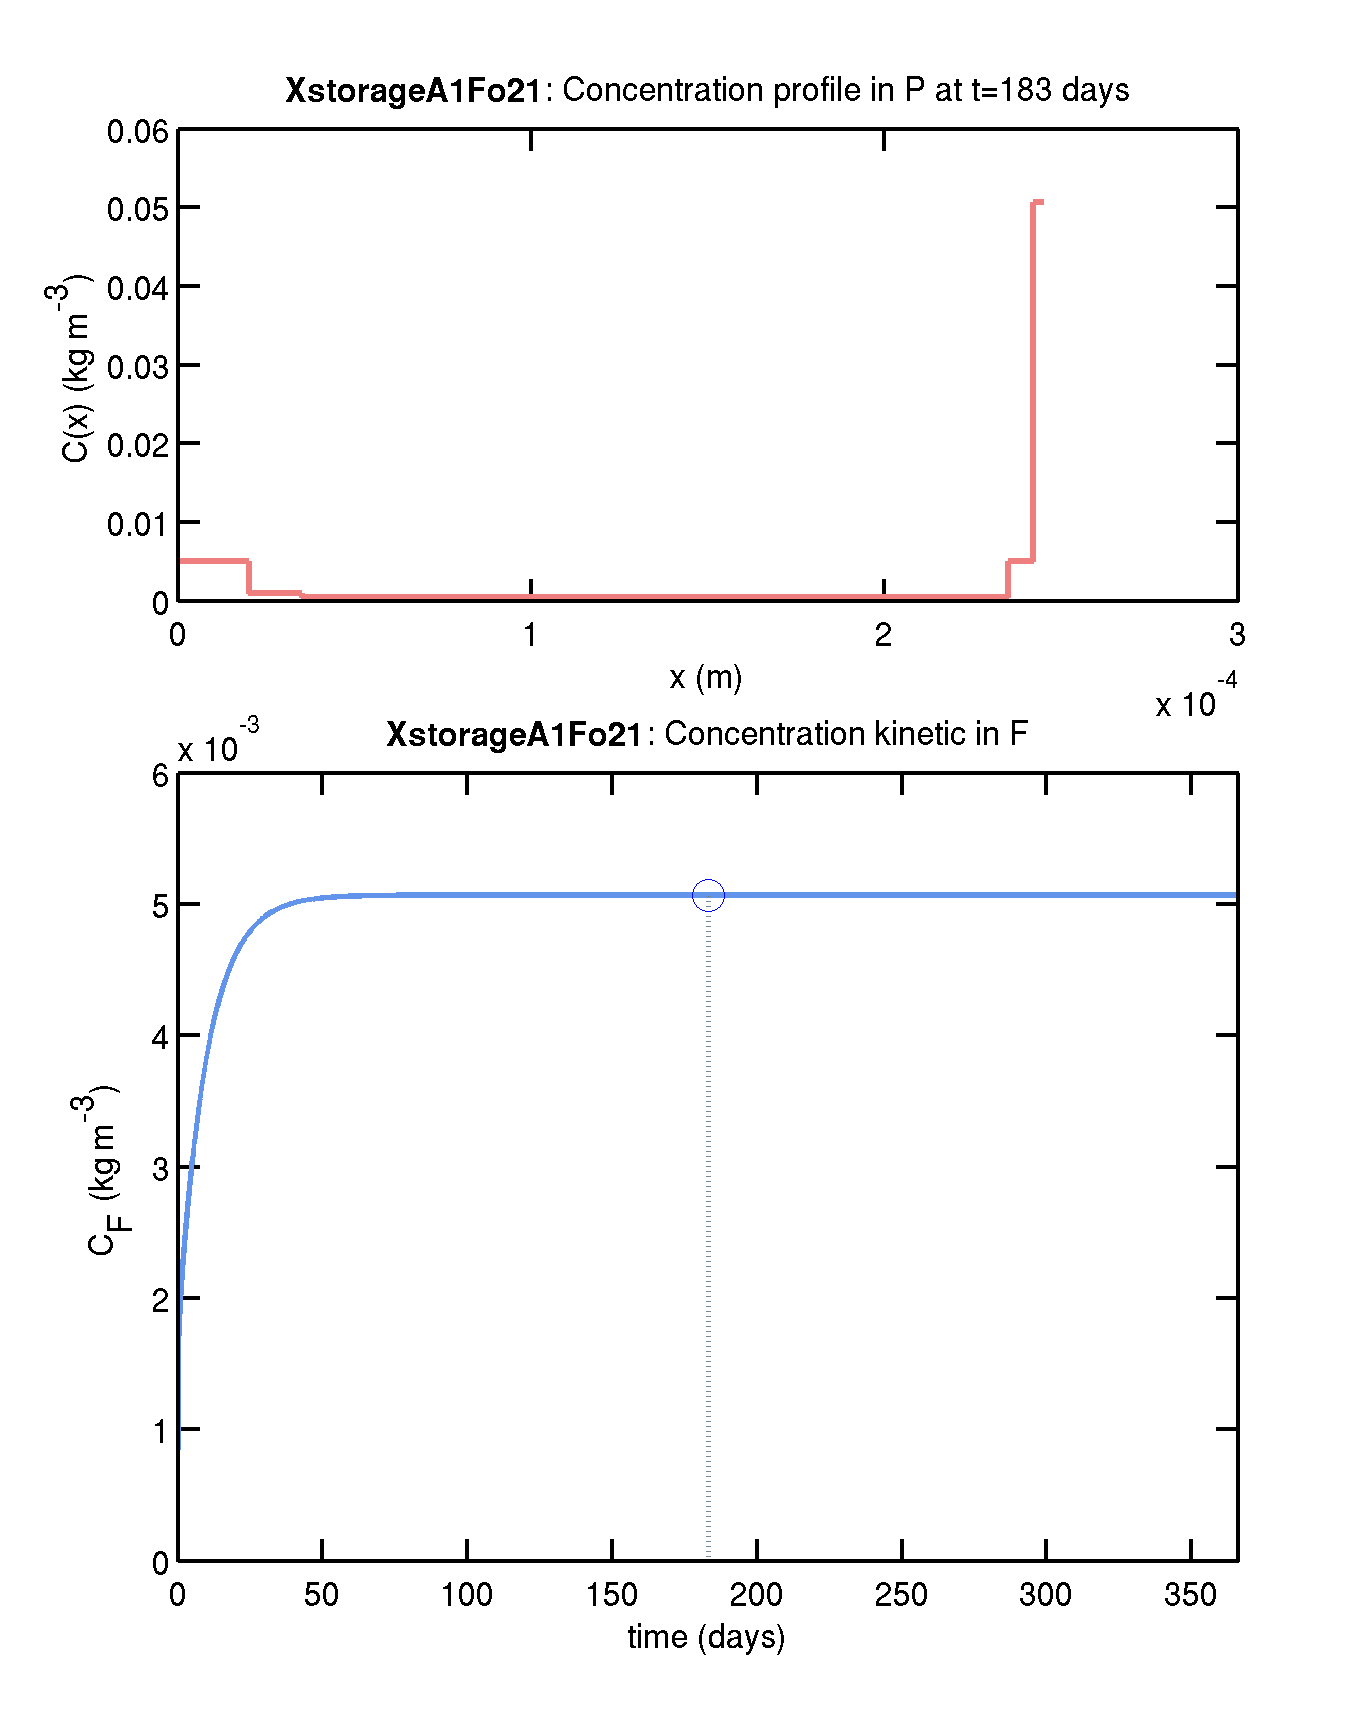 XstorageA1Fo21: Concentration profile in P at t=183 days
0.06
0.05
0.04
0.03
0.02
0.01
0
C(x) (kg m-3)
0 1 2 3
x (m)
x 10-4
XstorageA1Fo21: Concentration kinetic in F
x 10-3
6
5
4
3
2
1
0
CF (kg m-3)
0 50 100 150 200 250 300 350
time (days)